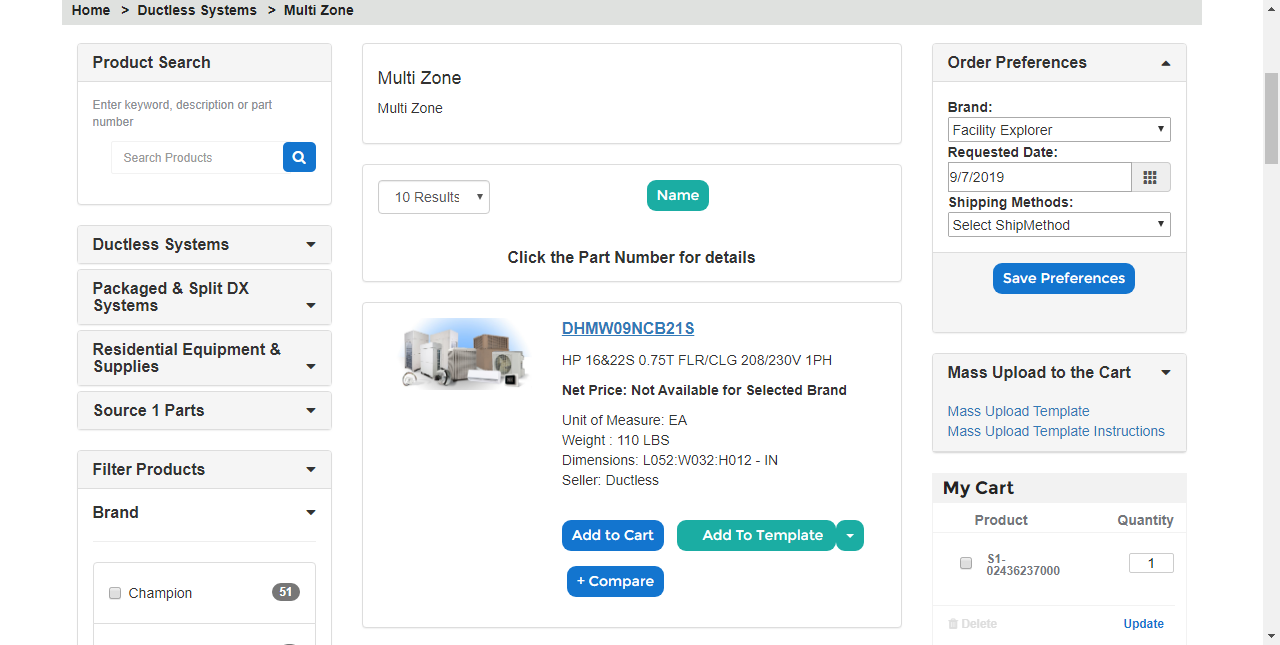 Home > Ductless Systems > Multi Zone
Product Search
Enter keyword, description or part
number
Search Products
Ductless Systems
Packaged & Split DX
Systems
Residential Equipment &
Supplies
Source 1 Parts
Filter Products
Brand
Champion
51
Multi Zone
Multi Zone
10 Results
Name
Click the Part Number for details
DHMW09NCB21S
HP 16&22S 0.75T FLR/CLG 208/230V 1PH
Net Price: Not Available for Selected Brand
Unit of Measure: EA
Weight : 110 LBS
Dimensions: L052:W032:H012 - IN
Seller: Ductless
Add to Cart
Add To Template
+ Compare
Order Preferences
Brand:
Facility Explorer
Requested Date:
9/7/2019
Shipping Methods:
Select ShipMethod
Save Preferences
Mass Upload to the Cart
Mass Upload Template
Mass Upload Template Instructions
My Cart
Product Quantity
S1-
02436237000
1
Delete
Update